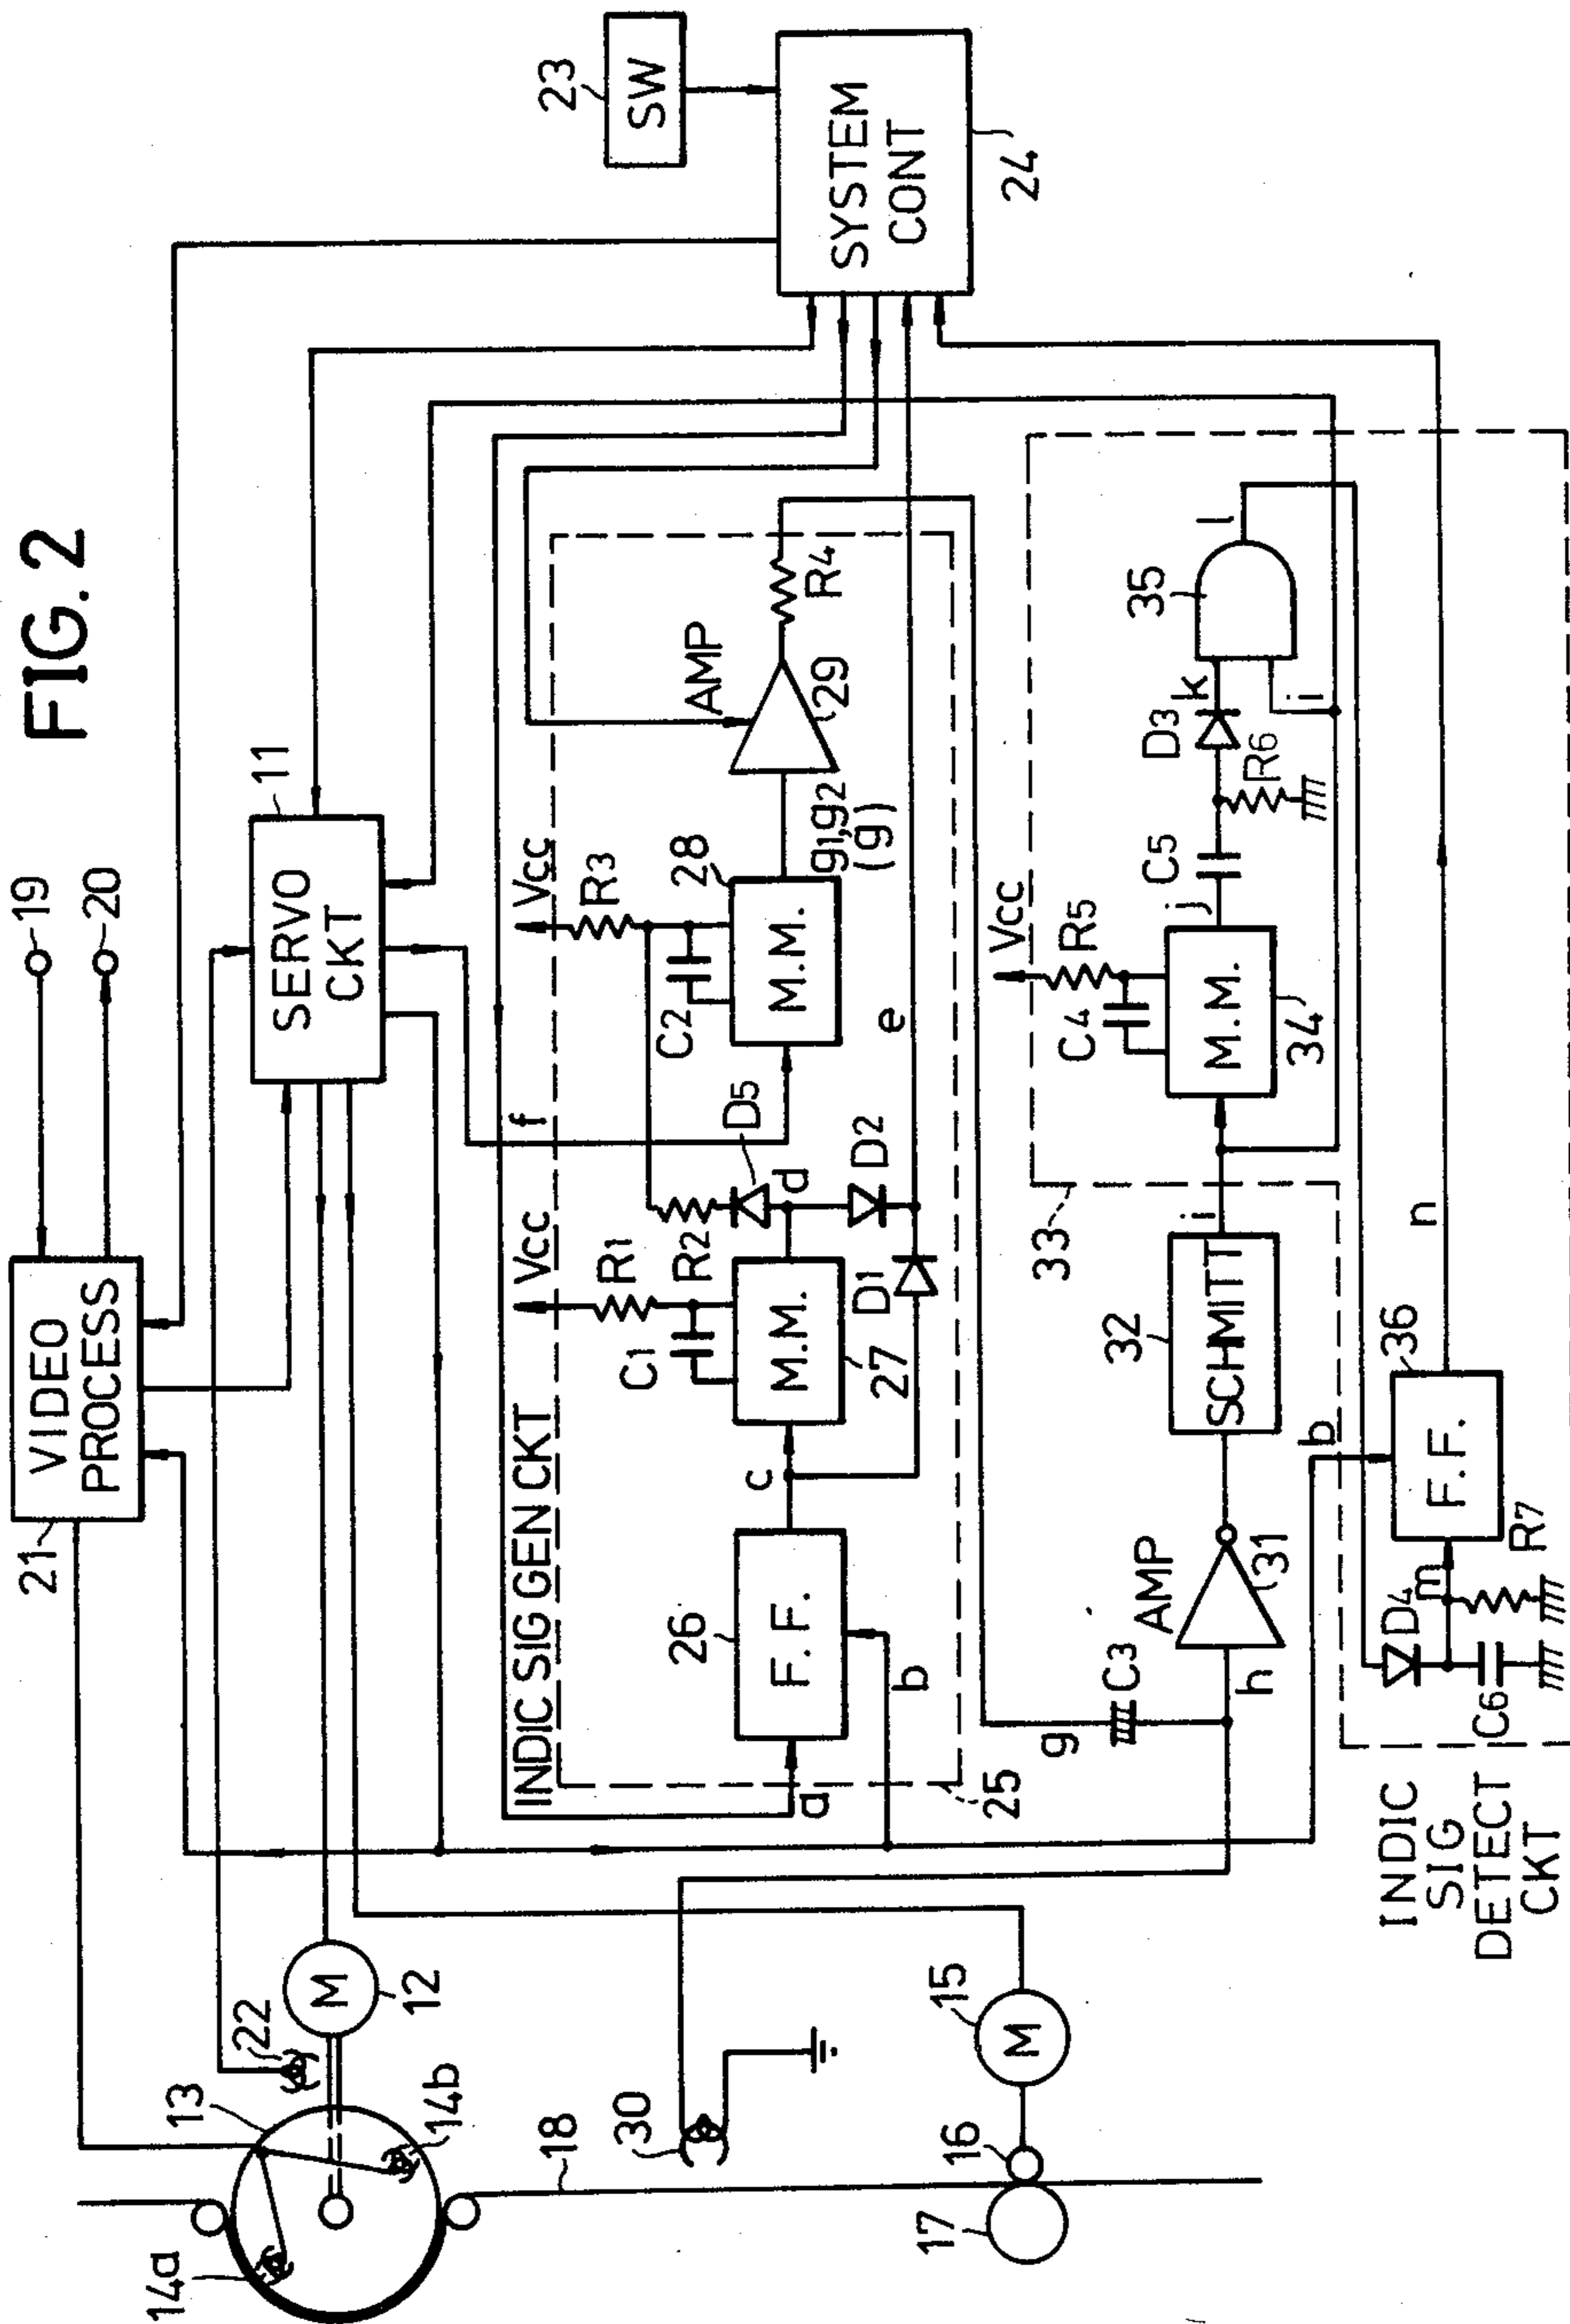 FIG. 2
19
20
21
VIDEO
PROCESS
11
SERVO
CKT
23
SW
SYSTEM
CONT
24
22
M
12
13
14a
14b
18
30
M
15
16
17
INDIC SIG GEN CKT
25
a
26
F. F.
b
c
Vcc
R1
C1
M.M.
27
R2
D5
d
D2
D1
e
f
Vcc
R3
C2
28
M.M.
g1,g2
(g)
AMP
29
R4
g
C3
h
AMP
31
32
SCHMITT
i
33
Vcc
R5
C4
M.M.
34
j
C5
R6
D3
k
i
35
l
b
D4
m
C6
R7
F. F.
36
n
INDIC
SIG
DETECT
CKT